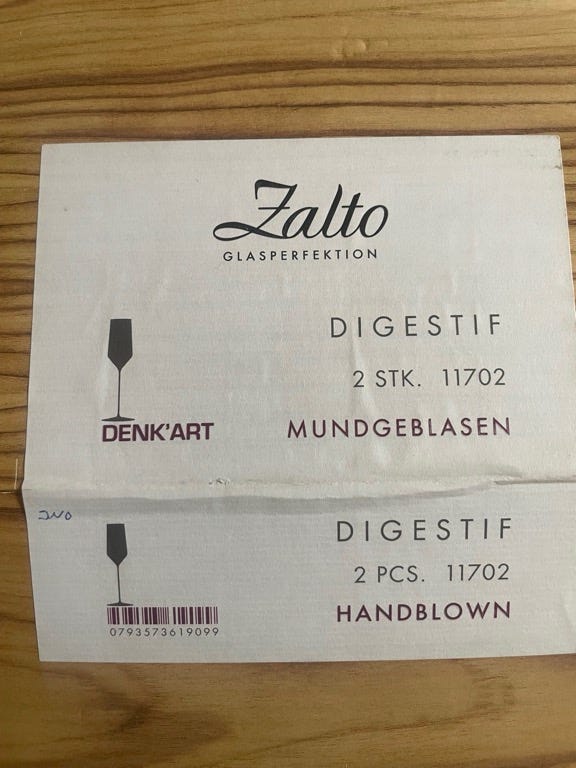 Zalto
GLASPERFEKTION
DIGESTIF
2 STK. 11702
DENK'ART
MUNDGEBLASEN
DIGESTIF
2 PCS. 11702
HANDBLOWN
0793573619099